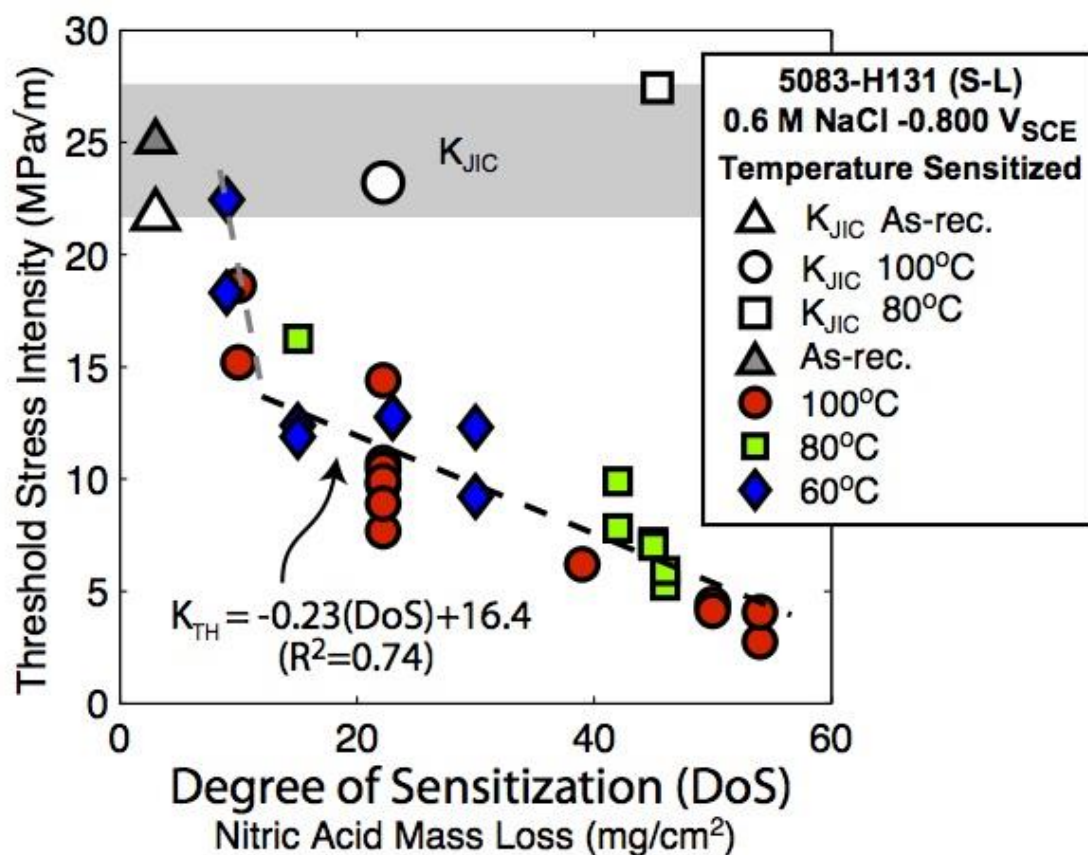 30
25
20
15
10
5
0
0
20
40
60
Threshold Stress Intensity (MPa√m)
K_JIC
5083-H131 (S-L)
0.6 M NaCl -0.800 V_SCE
Temperature Sensitized
K_JIC As-rec.
K_JIC 100°C
K_JIC 80°C
As-rec.
100°C
80°C
60°C
K_TH = -0.23(DoS)+16.4
(R²=0.74)
Degree of Sensitization (DoS)
Nitric Acid Mass Loss (mg/cm²)